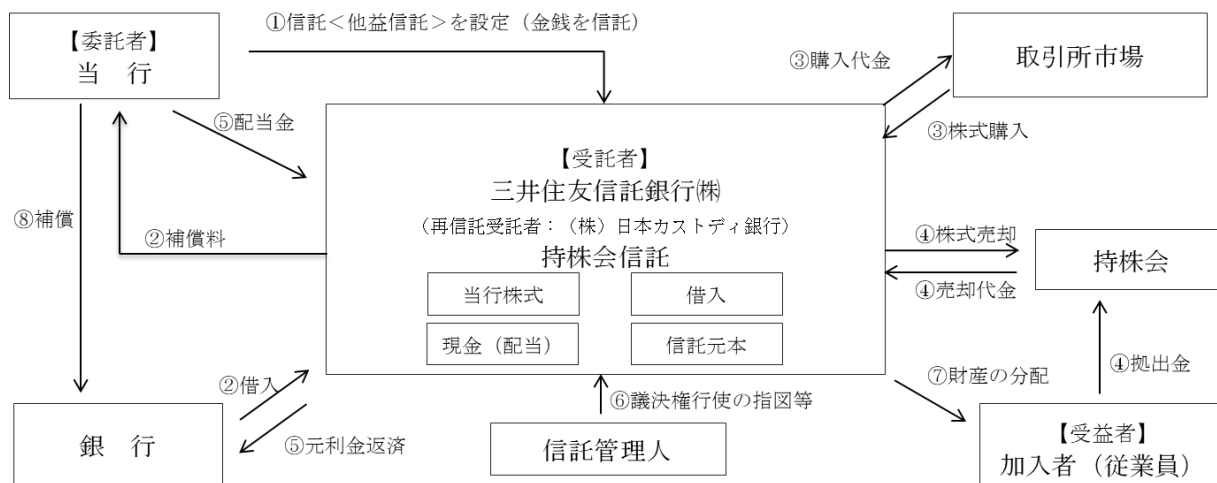 ①信託＜他益信託＞を設定（金銭を信託）
【委託者】
当　行
③購入代金
取引所市場
⑤配当金
③株式購入
【受託者】
三井住友信託銀行㈱
（再信託受託者：（株）日本カストディ銀行）
持株会信託
⑧補償
②補償料
④株式売却
④売却代金
持株会
当行株式
借入
現金（配当）
信託元本
②借入
⑦財産の分配
④拠出金
⑥議決権行使の指図等
⑤元利金返済
銀　行
信託管理人
【受益者】
加入者（従業員）